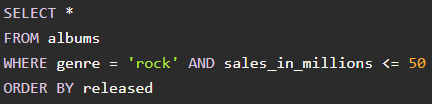 SELECT *
FROM albums
WHERE genre = 'rock' AND sales_in_millions <= 50
ORDER BY released